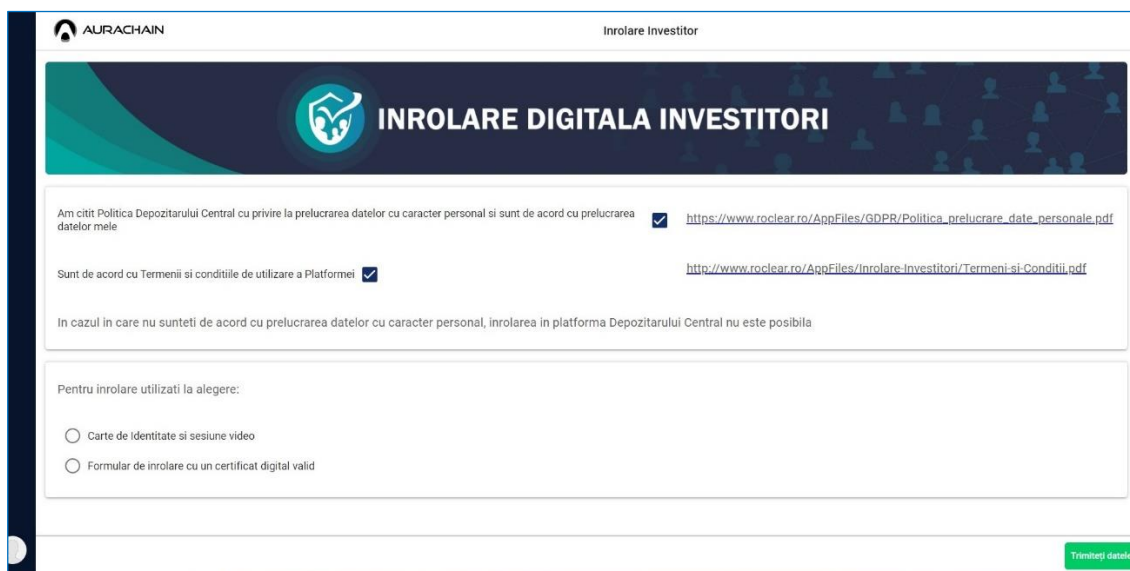 AURACHAIN
Inrolare Investitor
INROLARE DIGITALA INVESTITORI
Am citit Politica Depozitarului Central cu privire la prelucrarea datelor cu caracter personal si sunt de acord cu prelucrarea
datelor mele
https://www.roclear.ro/AppFiles/GDPR/Politica_prelucrare_date_personale.pdf
Sunt de acord cu Termenii si conditiile de utilizare a Platformei
http://www.roclear.ro/AppFiles/Inrolare-Investitori/Termeni-si-Conditii.pdf
In cazul in care nu sunteti de acord cu prelucrarea datelor cu caracter personal, inrolarea in platforma Depozitarului Central nu este posibila
Pentru inrolare utilizati la alegere:
Carte de Identitate si sesiune video
Formular de inrolare cu un certificat digital valid
Trimiteți datele